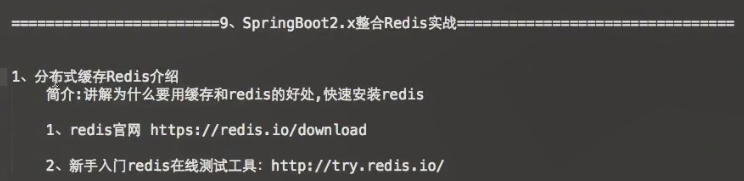 ========================9、SpringBoot2.x整合Redis实战================================
1、分布式缓存Redis介绍
简介:讲解为什么要用缓存和redis的好处,快速安装redis
1、redis官网 https://redis.io/download
2、新手入门redis在线测试工具：http://try.redis.io/